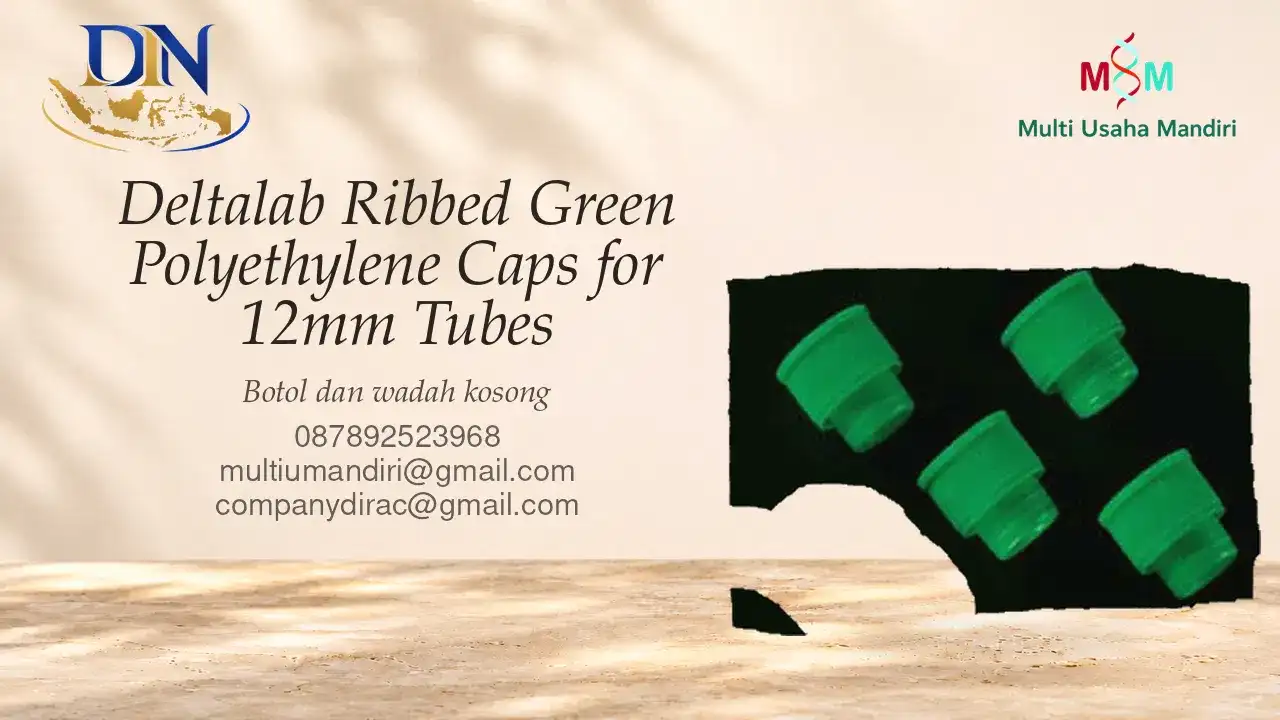 DN
M M
Multi Usaha Mandiri
Deltalab Ribbed Green
Polyethylene Caps for
12mm Tubes
Botol dan wadah kosong
087892523968
multiumandiri@gmail.com
companydirac@gmail.com